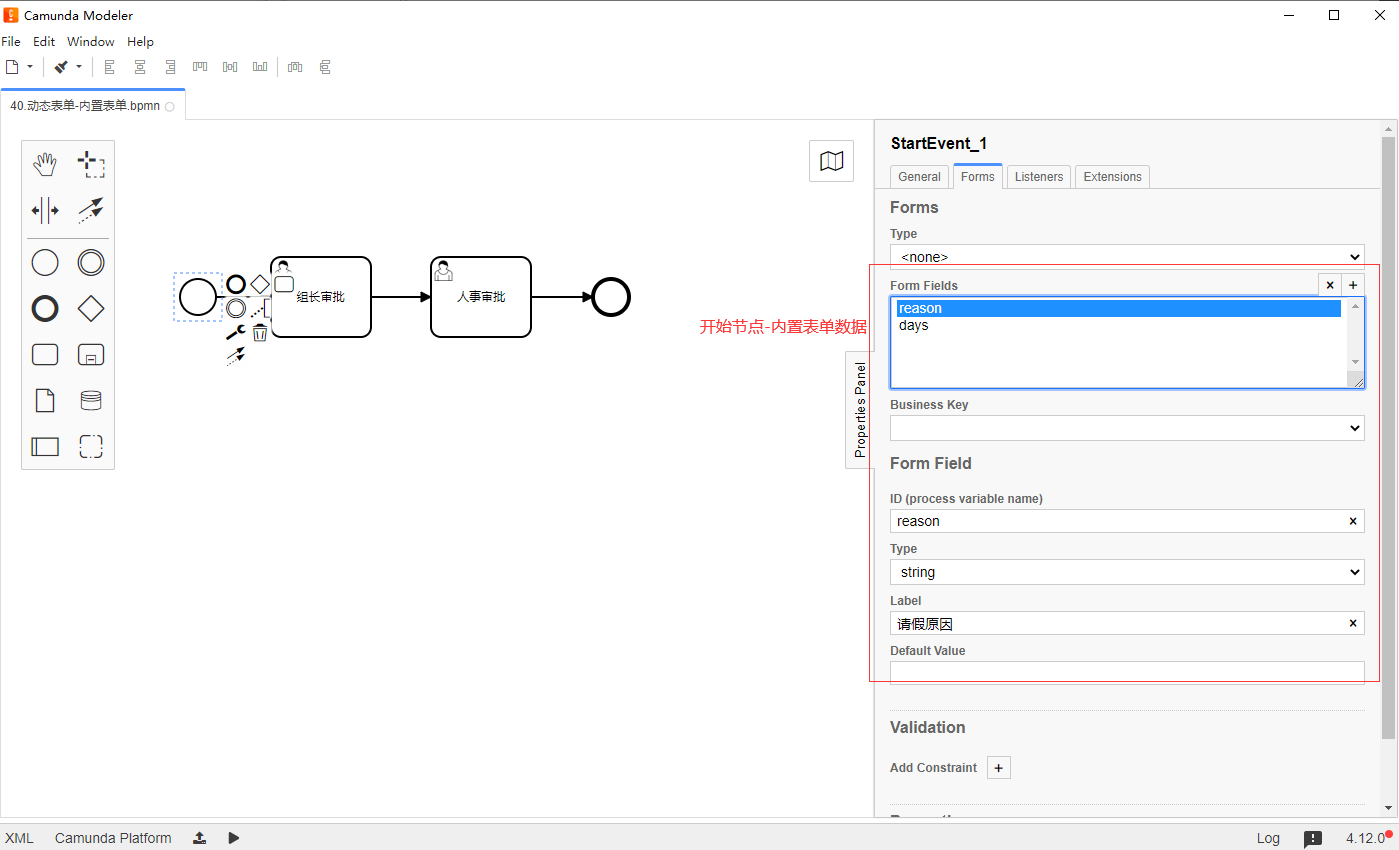 Camunda Modeler
File Edit Window Help
40.动态表单-内置表单.bpmn
组长审批
人事审批
开始节点-内置表单数据
Properties Panel
StartEvent_1
General Forms Listeners Extensions
Forms
Type
<none>
Form Fields
reason
days
Business Key
Form Field
ID (process variable name)
reason
Type
string
Label
请假原因
Default Value
Validation
Add Constraint
XML Camunda Platform
Log 4.12.0